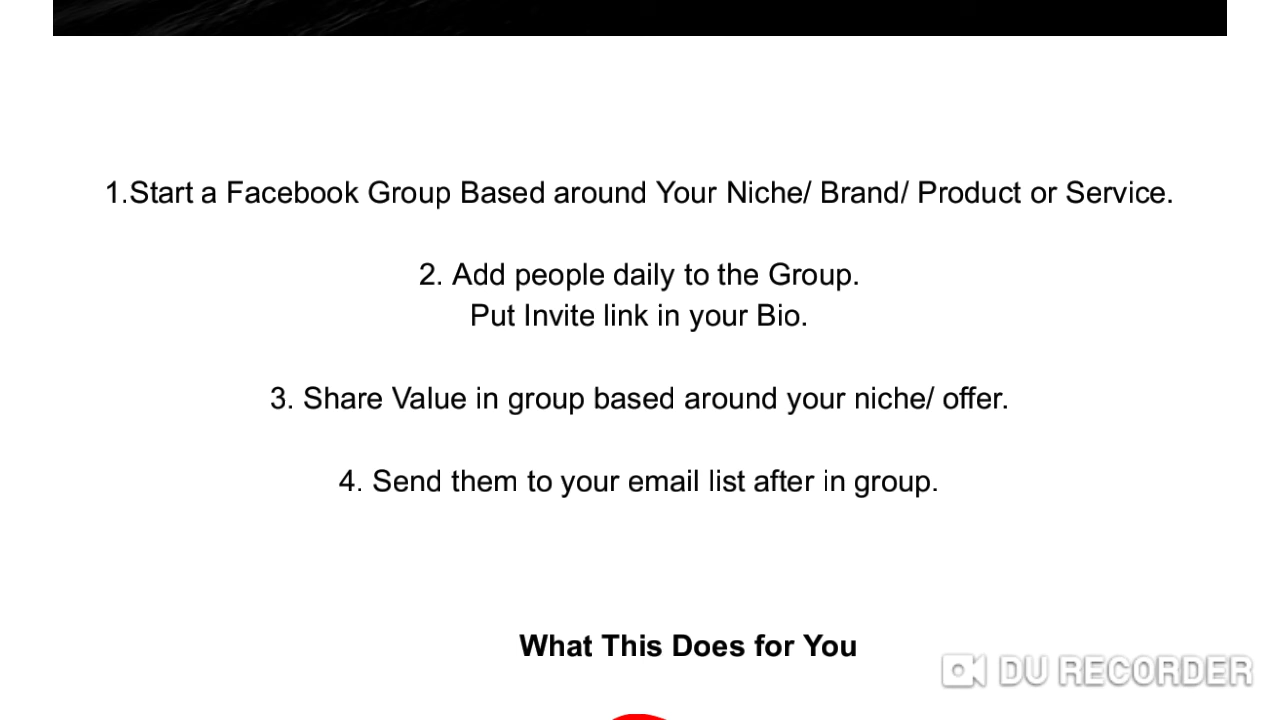 1.Start a Facebook Group Based around Your Niche/ Brand/ Product or Service.
2. Add people daily to the Group.
Put Invite link in your Bio.
3. Share Value in group based around your niche/ offer.
4. Send them to your email list after in group.
What This Does for You
DU RECORDER